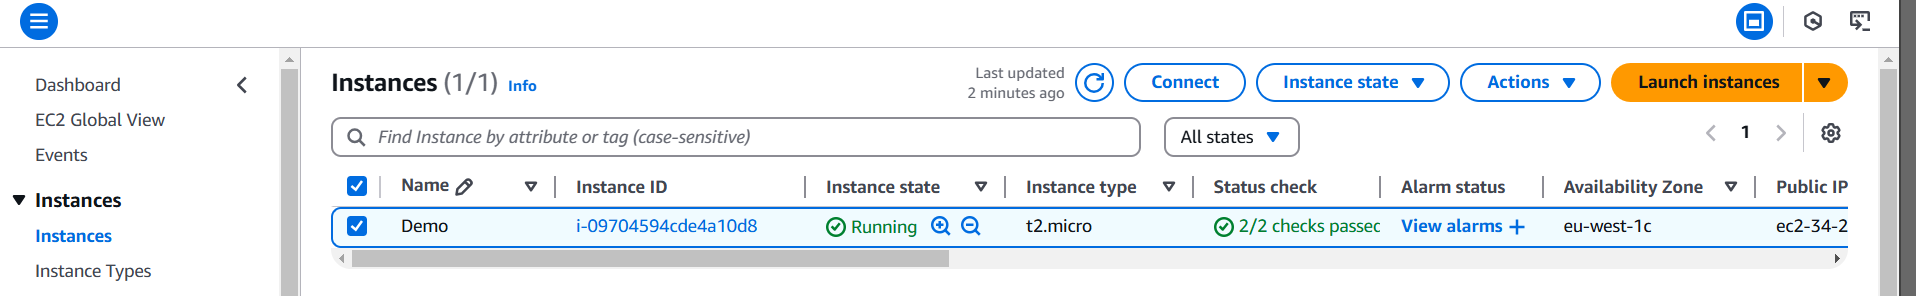 Dashboard
EC2 Global View
Events
Instances
Instances
Instance Types
Instances (1/1) Info
Last updated
2 minutes ago
Connect
Instance state
Actions
Launch instances
Find Instance by attribute or tag (case-sensitive)
All states
1
Name Instance ID Instance state Instance type Status check Alarm status Availability Zone Public IP
Demo i-09704594cde4a10d8 Running t2.micro 2/2 checks passec View alarms + eu-west-1c ec2-34-2